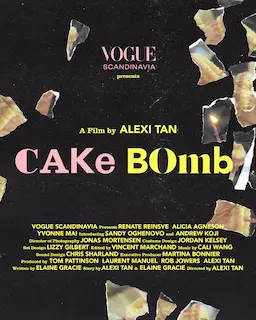 VOGUE
SCANDINAVIA
presents
A Film by ALEXI TAN
CAKe BOmb
VOGUE SCANDINAVIA Presents RENATE REINSVE ALICIA AGNESON
YVONNE MAI Introducing SANDY OGHENOVO and ANDREW KOJI
Director of Photography JONAS MORTENSEN Costume Design JORDAN KELSEY
Set Design LIZZY GILBERT Edited by VINCENT MARCHAND Music by CALI WANG
Sound Design CHRIS SHARLAND Executive Producer MARTINA BONNIER
Produced by TOM PATTINSON LAURENT MANUEL ROB JOWERS ALEXI TAN
Written by ELAINE GRACIE Story by ALEXI TAN & ELAINE GRACIE Directed by ALEXI TAN